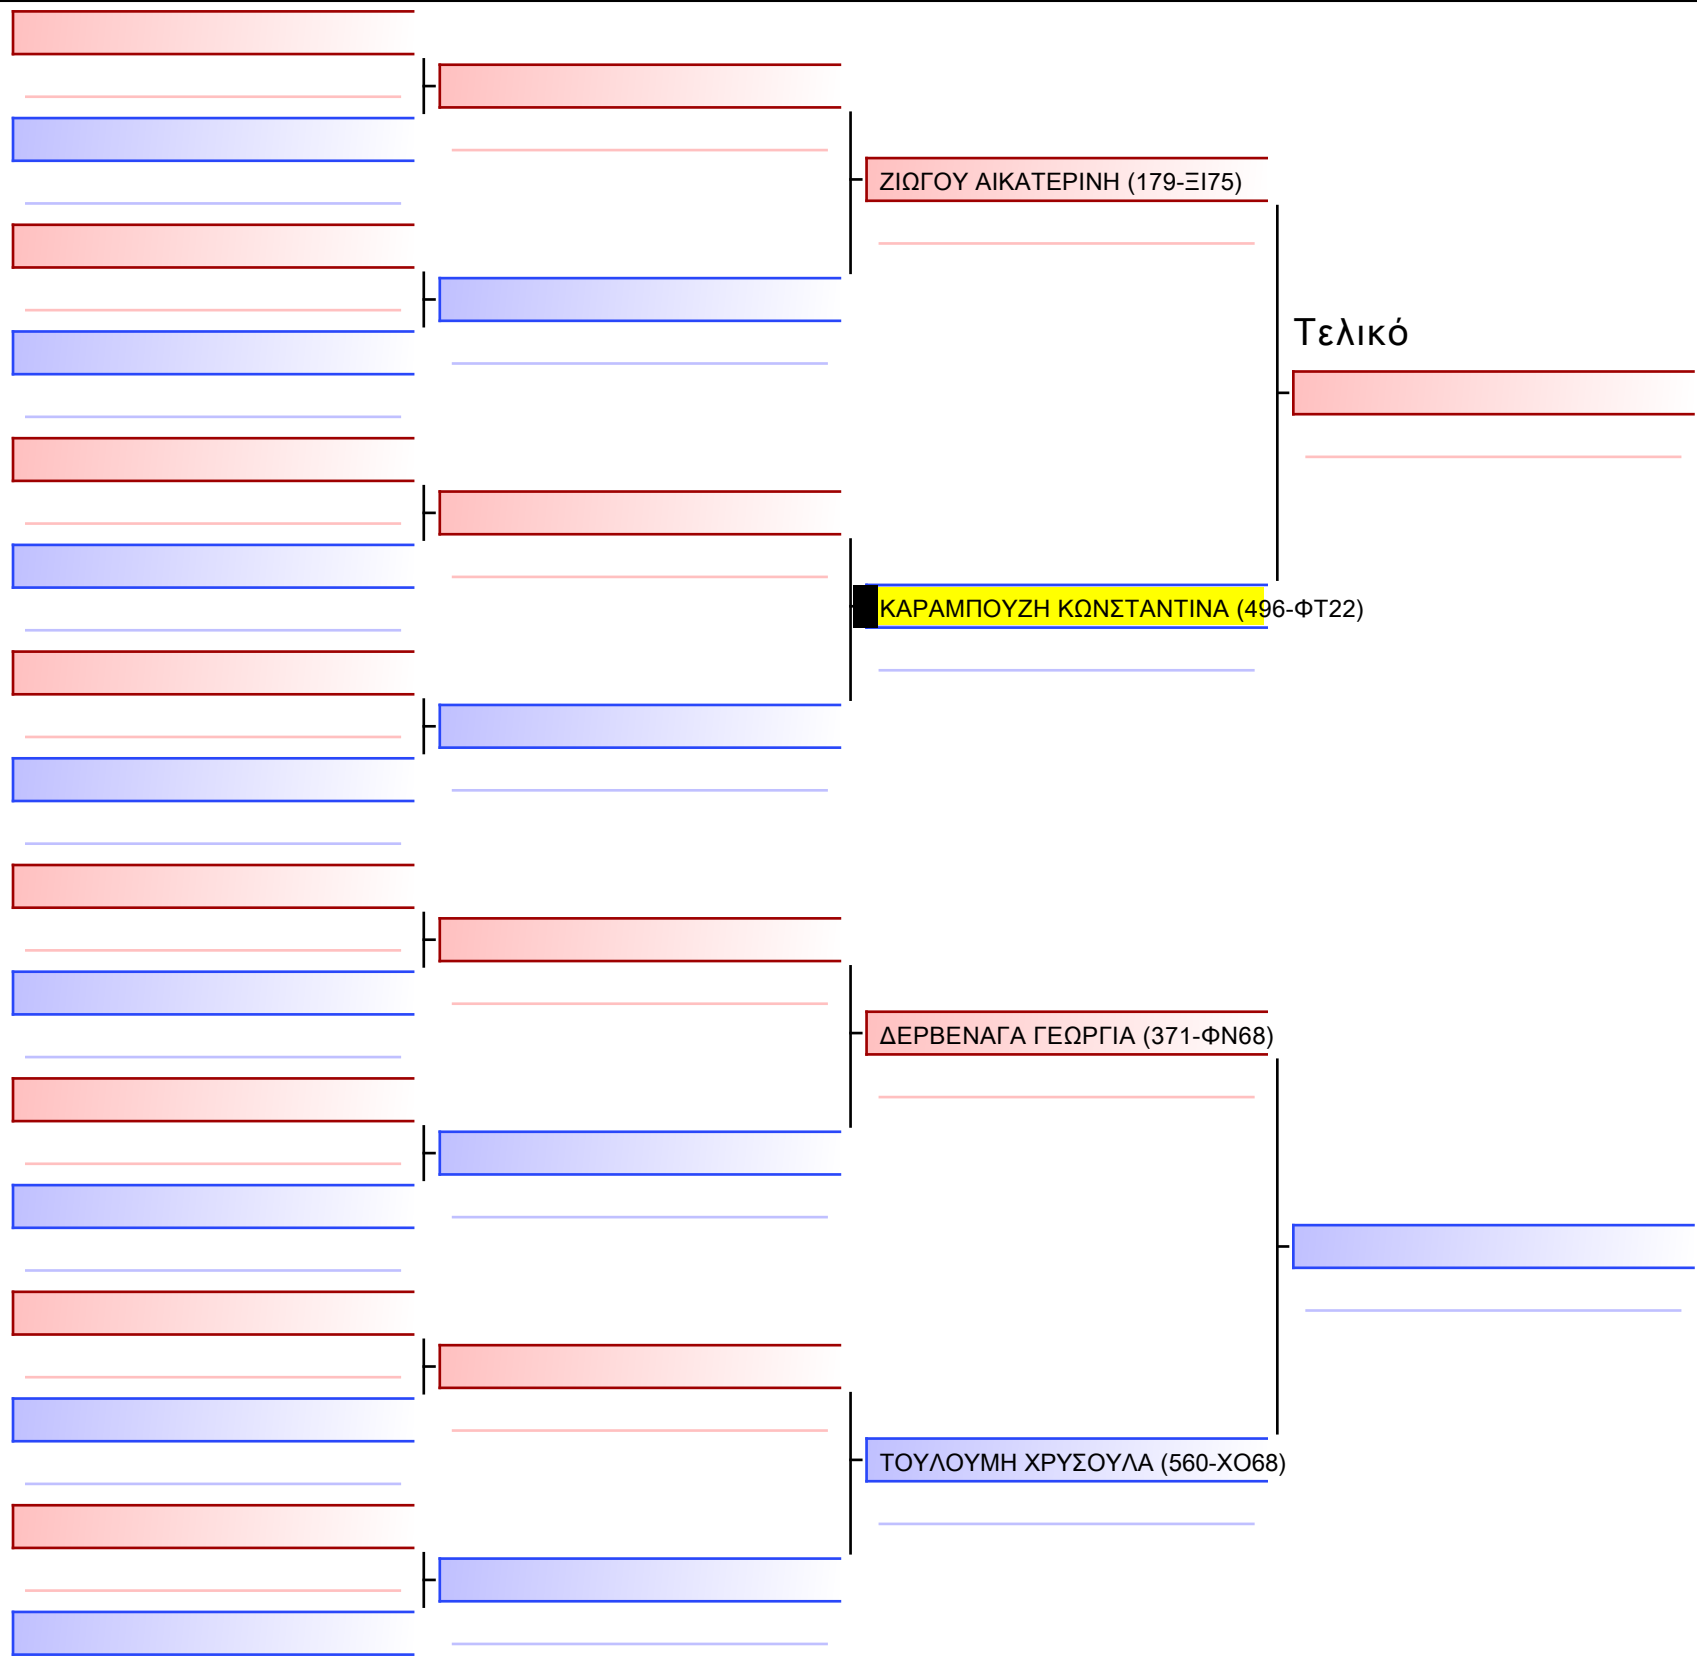 ΖΙΩΓΟΥ ΑΙΚΑΤΕΡΙΝΗ (179-ΞΙ75)
Τελικό
ΚΑΡΑΜΠΟΥΖΗ ΚΩΝΣΤΑΝΤΙΝΑ (496-ΦΤ22)
ΔΕΡΒΕΝΑΓΑ ΓΕΩΡΓΙΑ (371-ΦΝ68)
ΤΟΥΛΟΥΜΗ ΧΡΥΣΟΥΛΑ (560-ΧΟ68)